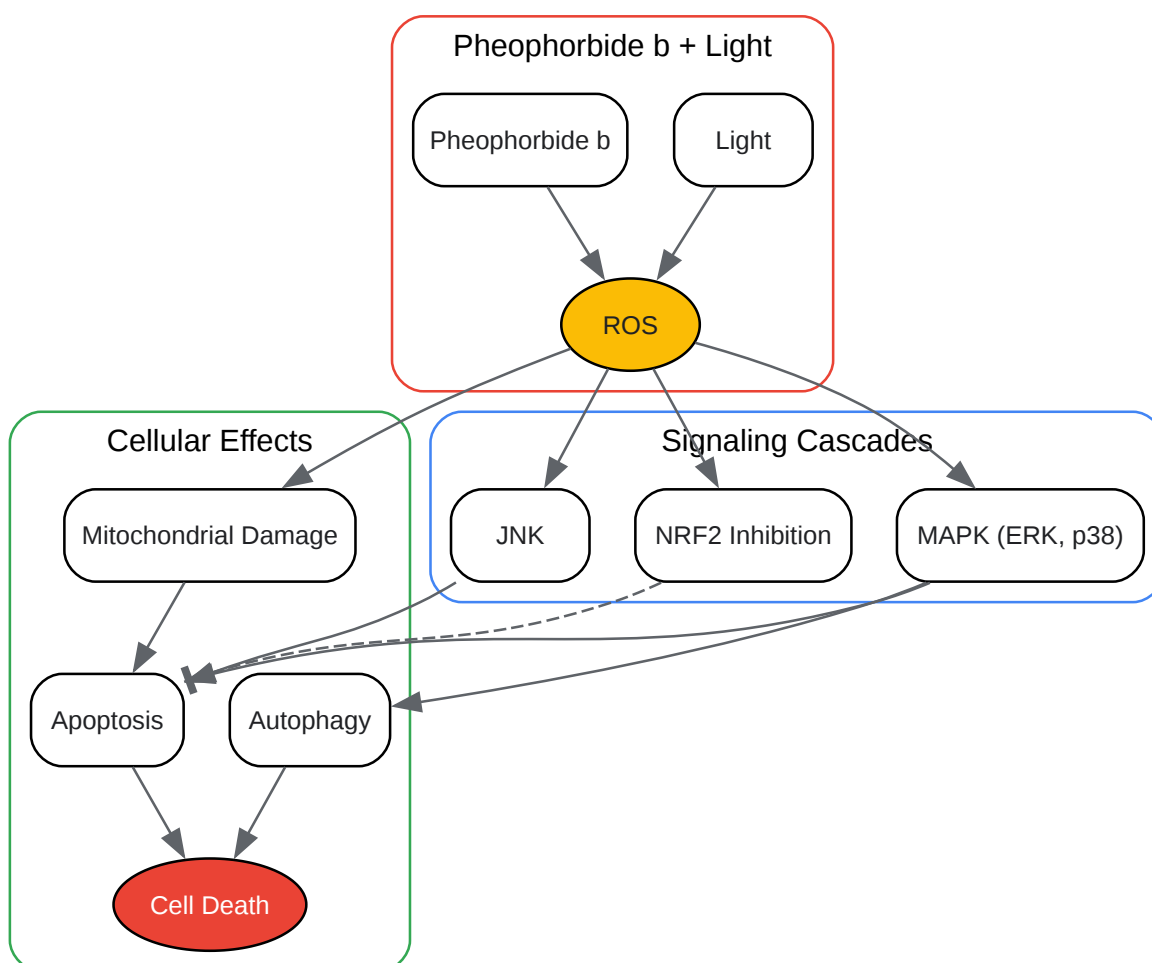 Pheophorbide b + Light
Pheophorbide b
Light
ROS
Cellular Effects
Signaling Cascades
Mitochondrial Damage
JNK
NRF2 Inhibition
MAPK (ERK, p38)
Apoptosis
Autophagy
Cell Death